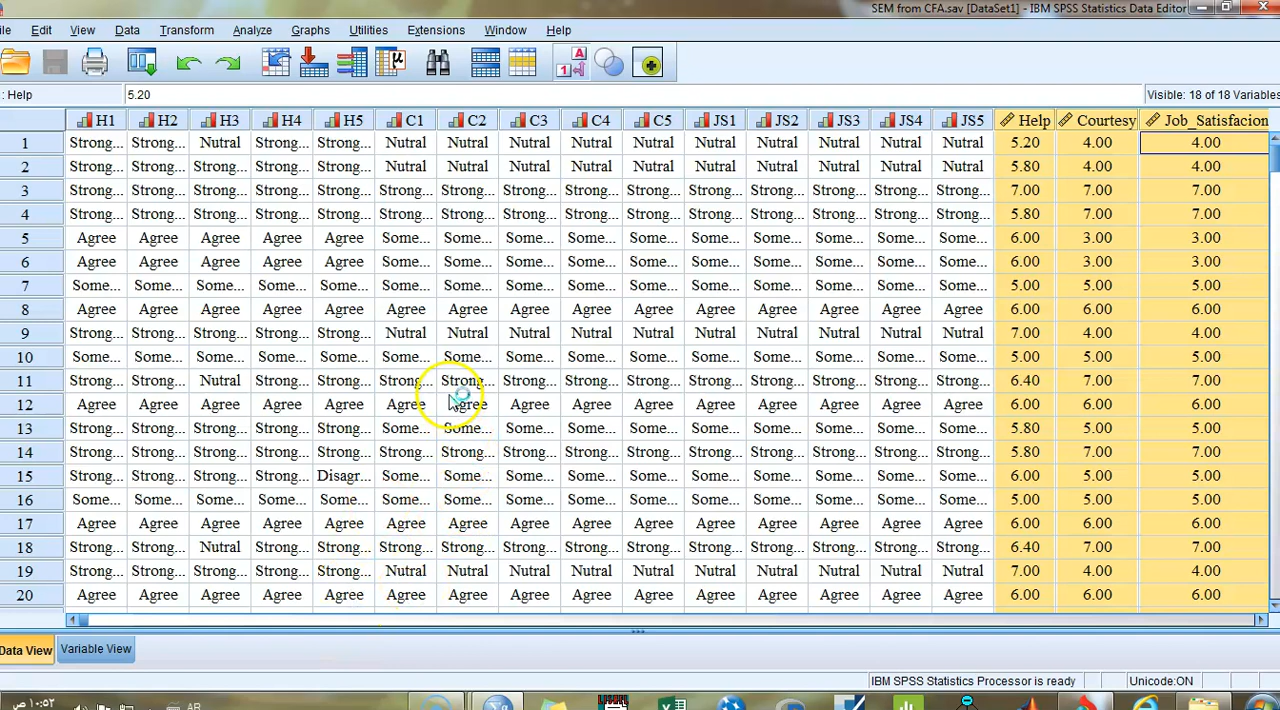 SEM from CFA.sav [DataSet1] - IBM SPSS Statistics Data Editor
ile Edit View Data Transform Analyze Graphs Utilities Extensions Window Help
: Help 5.20 Visible: 18 of 18 Variables
H1 H2 H3 H4 H5 C1 C2 C3 C4 C5 JS1 JS2 JS3 JS4 JS5 Help Courtesy Job_Satisfacion
1 Strong... Strong... Nutral Strong... Strong... Nutral Nutral Nutral Nutral Nutral Nutral Nutral Nutral Nutral Nutral 5.20 4.00 4.00
2 Strong... Strong... Strong... Strong... Strong... Nutral Nutral Nutral Nutral Nutral Nutral Nutral Nutral Nutral Nutral 5.80 4.00 4.00
3 Strong... Strong... Strong... Strong... Strong... Strong... Strong... Strong... Strong... Strong... Strong... Strong... Strong... Strong... Strong... 7.00 7.00 7.00
4 Strong... Strong... Strong... Strong... Strong... Strong... Strong... Strong... Strong... Strong... Strong... Strong... Strong... Strong... Strong... 5.80 7.00 7.00
5 Agree Agree Agree Agree Agree Some... Some... Some... Some... Some... Some... Some... Some... Some... Some... 6.00 3.00 3.00
6 Agree Agree Agree Agree Agree Some... Some... Some... Some... Some... Some... Some... Some... Some... Some... 6.00 3.00 3.00
7 Some... Some... Some... Some... Some... Some... Some... Some... Some... Some... Some... Some... Some... Some... Some... 5.00 5.00 5.00
8 Agree Agree Agree Agree Agree Agree Agree Agree Agree Agree Agree Agree Agree Agree Agree 6.00 6.00 6.00
9 Strong... Strong... Strong... Strong... Strong... Nutral Nutral Nutral Nutral Nutral Nutral Nutral Nutral Nutral Nutral 7.00 4.00 4.00
10 Some... Some... Some... Some... Some... Some... Some... Some... Some... Some... Some... Some... Some... Some... Some... 5.00 5.00 5.00
11 Strong... Strong... Nutral Strong... Strong... Strong... Strong... Strong... Strong... Strong... Strong... Strong... Strong... Strong... Strong... 6.40 7.00 7.00
12 Agree Agree Agree Agree Agree Agree Agree Agree Agree Agree Agree Agree Agree Agree Agree 6.00 6.00 6.00
13 Strong... Strong... Strong... Strong... Strong... Some... Some... Some... Some... Some... Some... Some... Some... Some... Some... 5.80 5.00 5.00
14 Strong... Strong... Strong... Strong... Strong... Strong... Strong... Strong... Strong... Strong... Strong... Strong... Strong... Strong... Strong... 5.80 7.00 7.00
15 Strong... Strong... Strong... Strong... Disagr... Some... Some... Some... Some... Some... Some... Some... Some... Some... Some... 6.00 5.00 5.00
16 Some... Some... Some... Some... Some... Some... Some... Some... Some... Some... Some... Some... Some... Some... Some... 5.00 5.00 5.00
17 Agree Agree Agree Agree Agree Agree Agree Agree Agree Agree Agree Agree Agree Agree Agree 6.00 6.00 6.00
18 Strong... Strong... Nutral Strong... Strong... Strong... Strong... Strong... Strong... Strong... Strong... Strong... Strong... Strong... Strong... 6.40 7.00 7.00
19 Strong... Strong... Strong... Strong... Strong... Nutral Nutral Nutral Nutral Nutral Nutral Nutral Nutral Nutral Nutral 7.00 4.00 4.00
20 Agree Agree Agree Agree Agree Agree Agree Agree Agree Agree Agree Agree Agree Agree Agree 6.00 6.00 6.00
Data View Variable View
IBM SPSS Statistics Processor is ready Unicode:ON
١٠:٥٢ ص AR